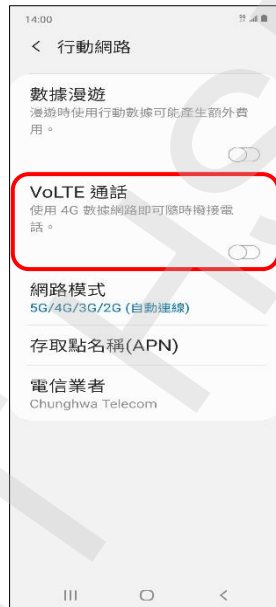 14:00
行動網路
數據漫遊
漫遊時使用行動數據可能產生額外費
用。
VoLTE 通話
使用 4G 數據網路即可隨時撥接電
話。
網路模式
5G/4G/3G/2G (自動連線)
存取點名稱(APN)
電信業者
Chunghwa Telecom